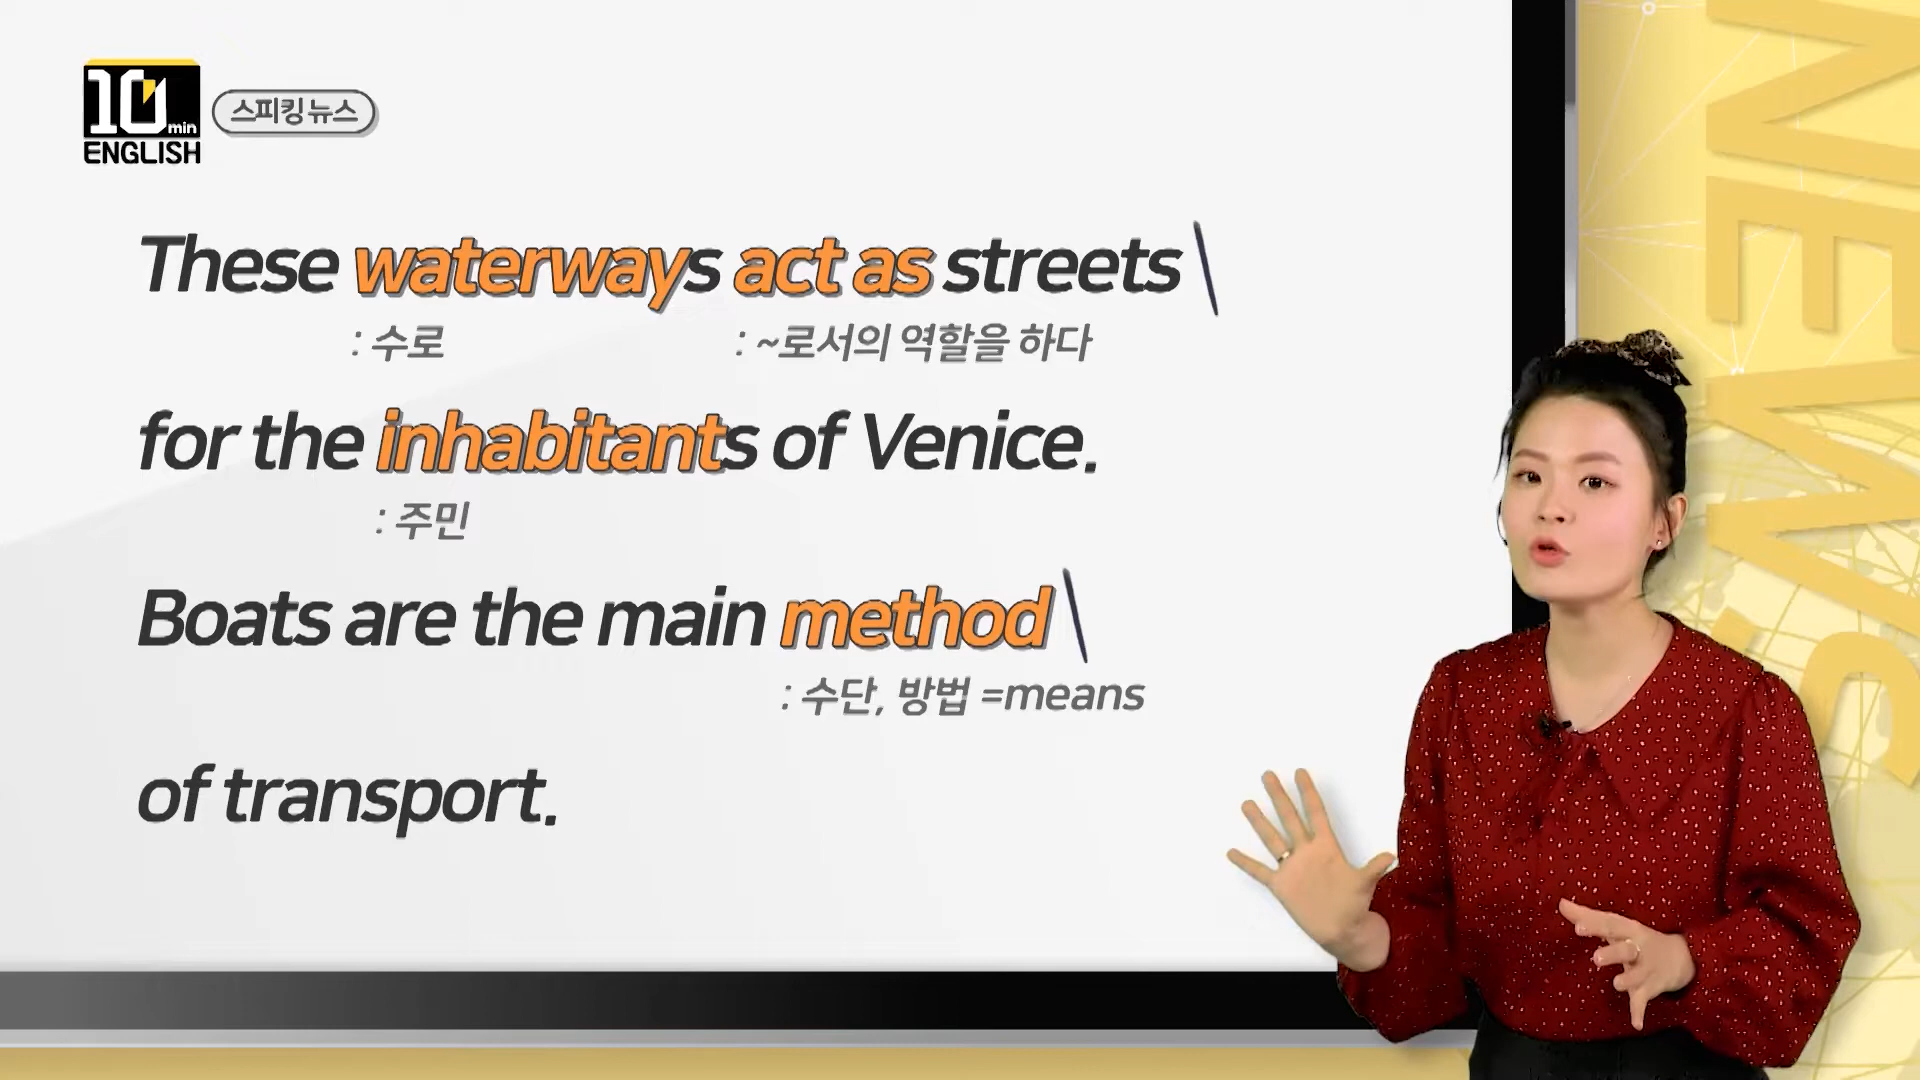 10min
ENGLISH
스피킹 뉴스
These waterways act as streets \
: 수로 : ~로서의 역할을 하다
for the inhabitants of Venice.
: 주민
Boats are the main method \
: 수단, 방법 =means
of transport.
NEWS